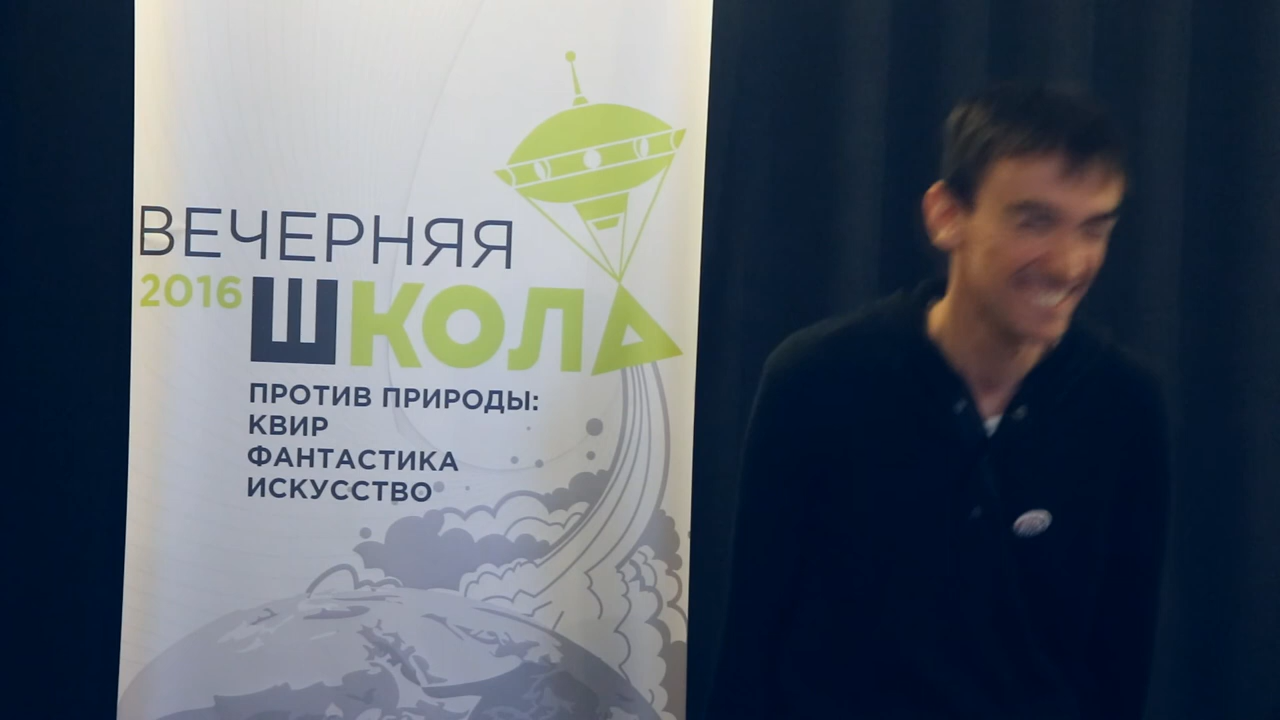 ВЕЧЕРНЯЯ
2016 ШКОЛА
ПРОТИВ ПРИРОДЫ:
КВИР
ФАНТАСТИКА
ИСКУССТВО